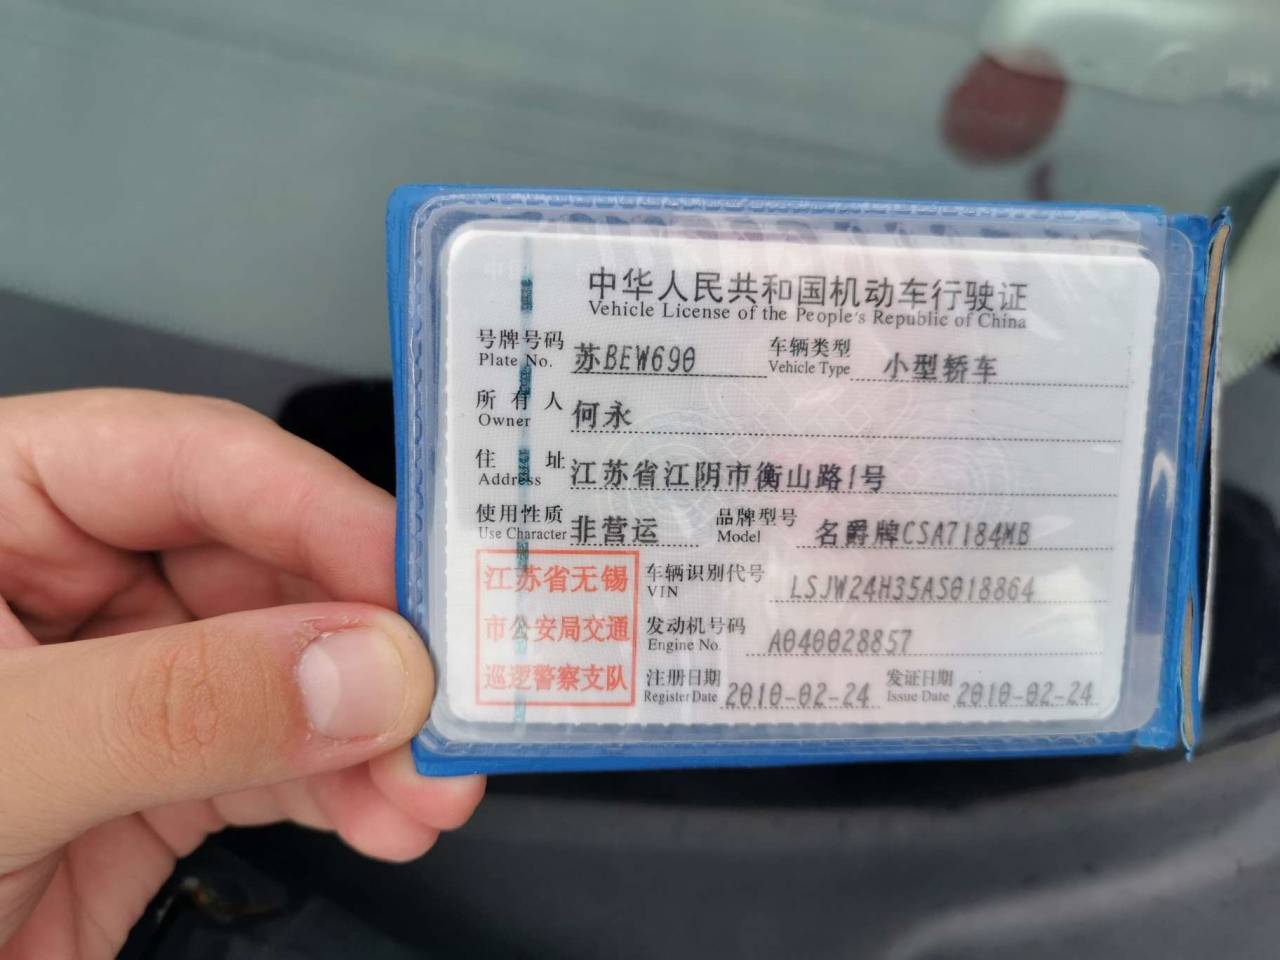 中华人民共和国机动车行驶证
Vehicle License of the People's Republic of China
号牌号码 苏BEW690 车辆类型 小型轿车
Plate No. Vehicle Type
所有人 何永
Owner
住址 江苏省江阴市衡山路1号
Address
使用性质 非营运 品牌型号 名爵牌CSA7184MB
Use Character Model
江苏省无锡
市公安局交通
巡逻警察支队
车辆识别代号 LSJW24H35AS018864
VIN
发动机号码 A040028857
Engine No.
注册日期 2010-02-24 发证日期 2010-02-24
Register Date Issue Date